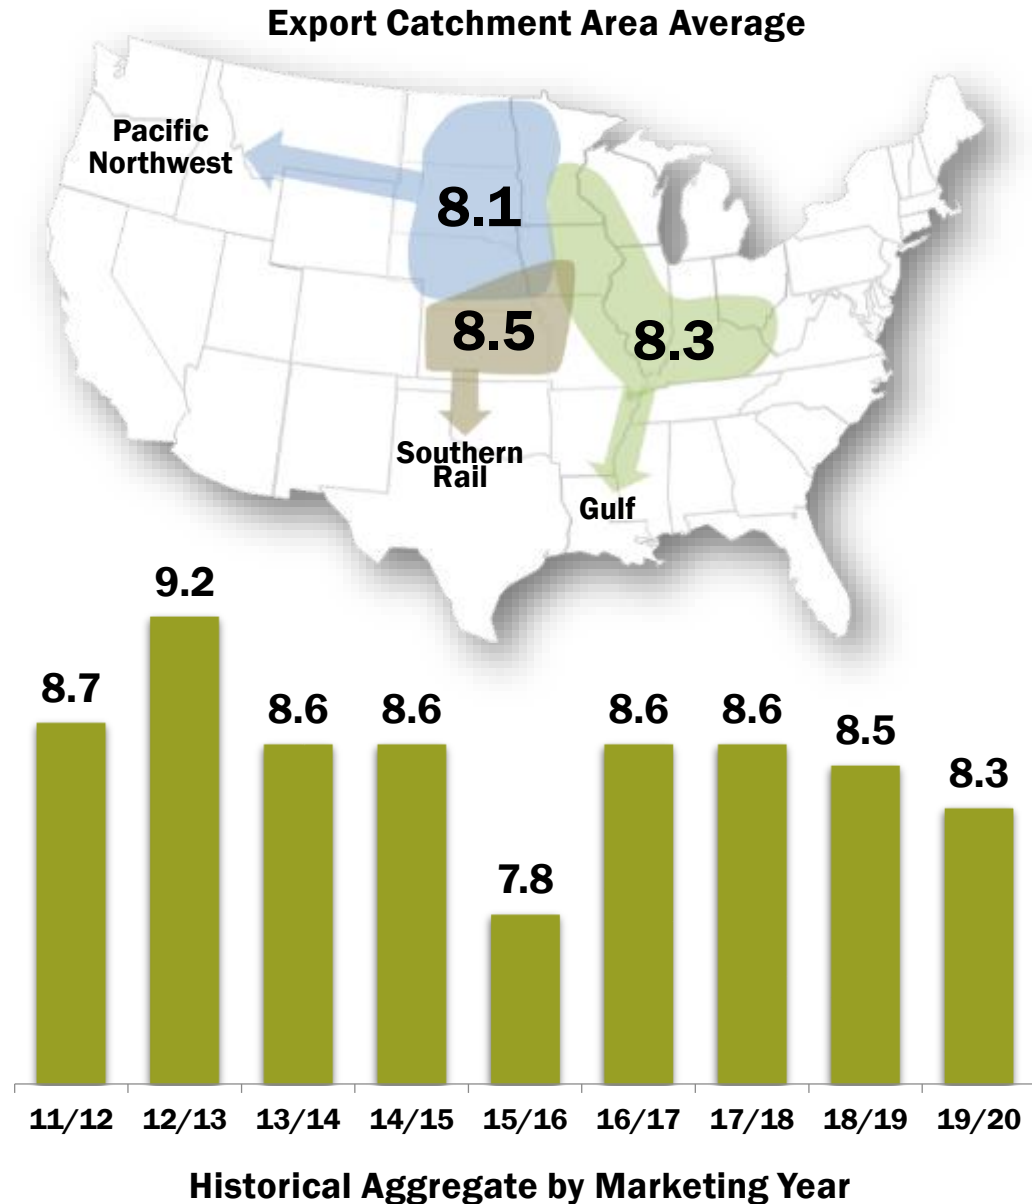 Export Catchment Area Average
Pacific
Northwest
8.1
8.5
8.3
Southern
Rail
Gulf
8.7
9.2
8.6
8.6
7.8
8.6
8.6
8.5
8.3
11/12 12/13 13/14 14/15 15/16 16/17 17/18 18/19 19/20
Historical Aggregate by Marketing Year